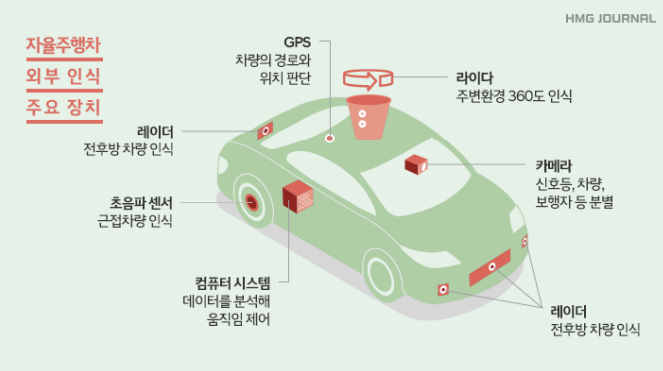 HMG JOURNAL
자율주행차
외부 인식
주요 장치
GPS
차량의 경로와
위치 판단
라이다
주변환경 360도 인식
레이더
전후방 차량 인식
카메라
신호등, 차량,
보행자 등 분별
초음파 센서
근접차량 인식
컴퓨터 시스템
데이터를 분석해
움직임 제어
레이더
전후방 차량 인식